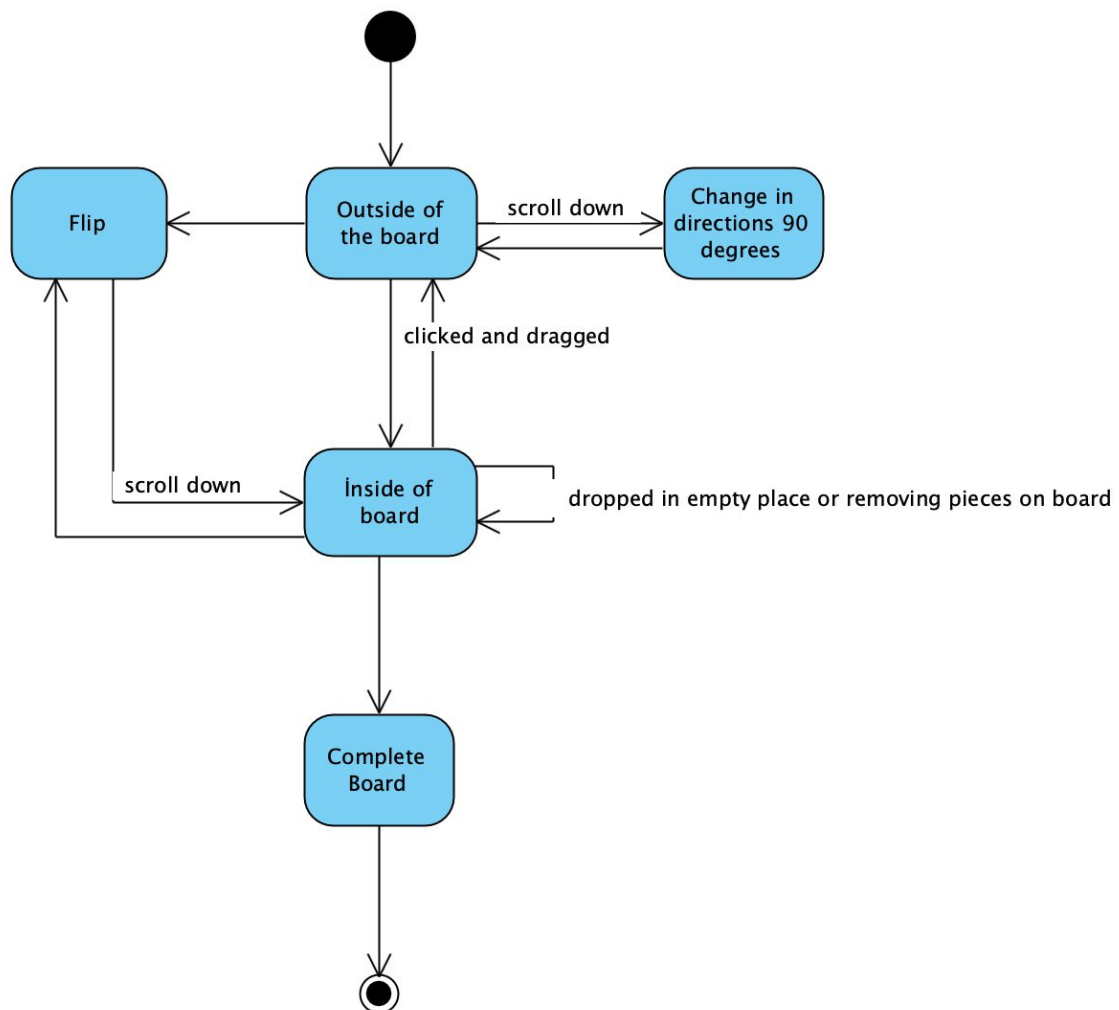 Flip
Outside of
the board
scroll down
Change in
directions 90
degrees
clicked and dragged
scroll down
İnside of
board
dropped in empty place or removing pieces on board
Complete
Board